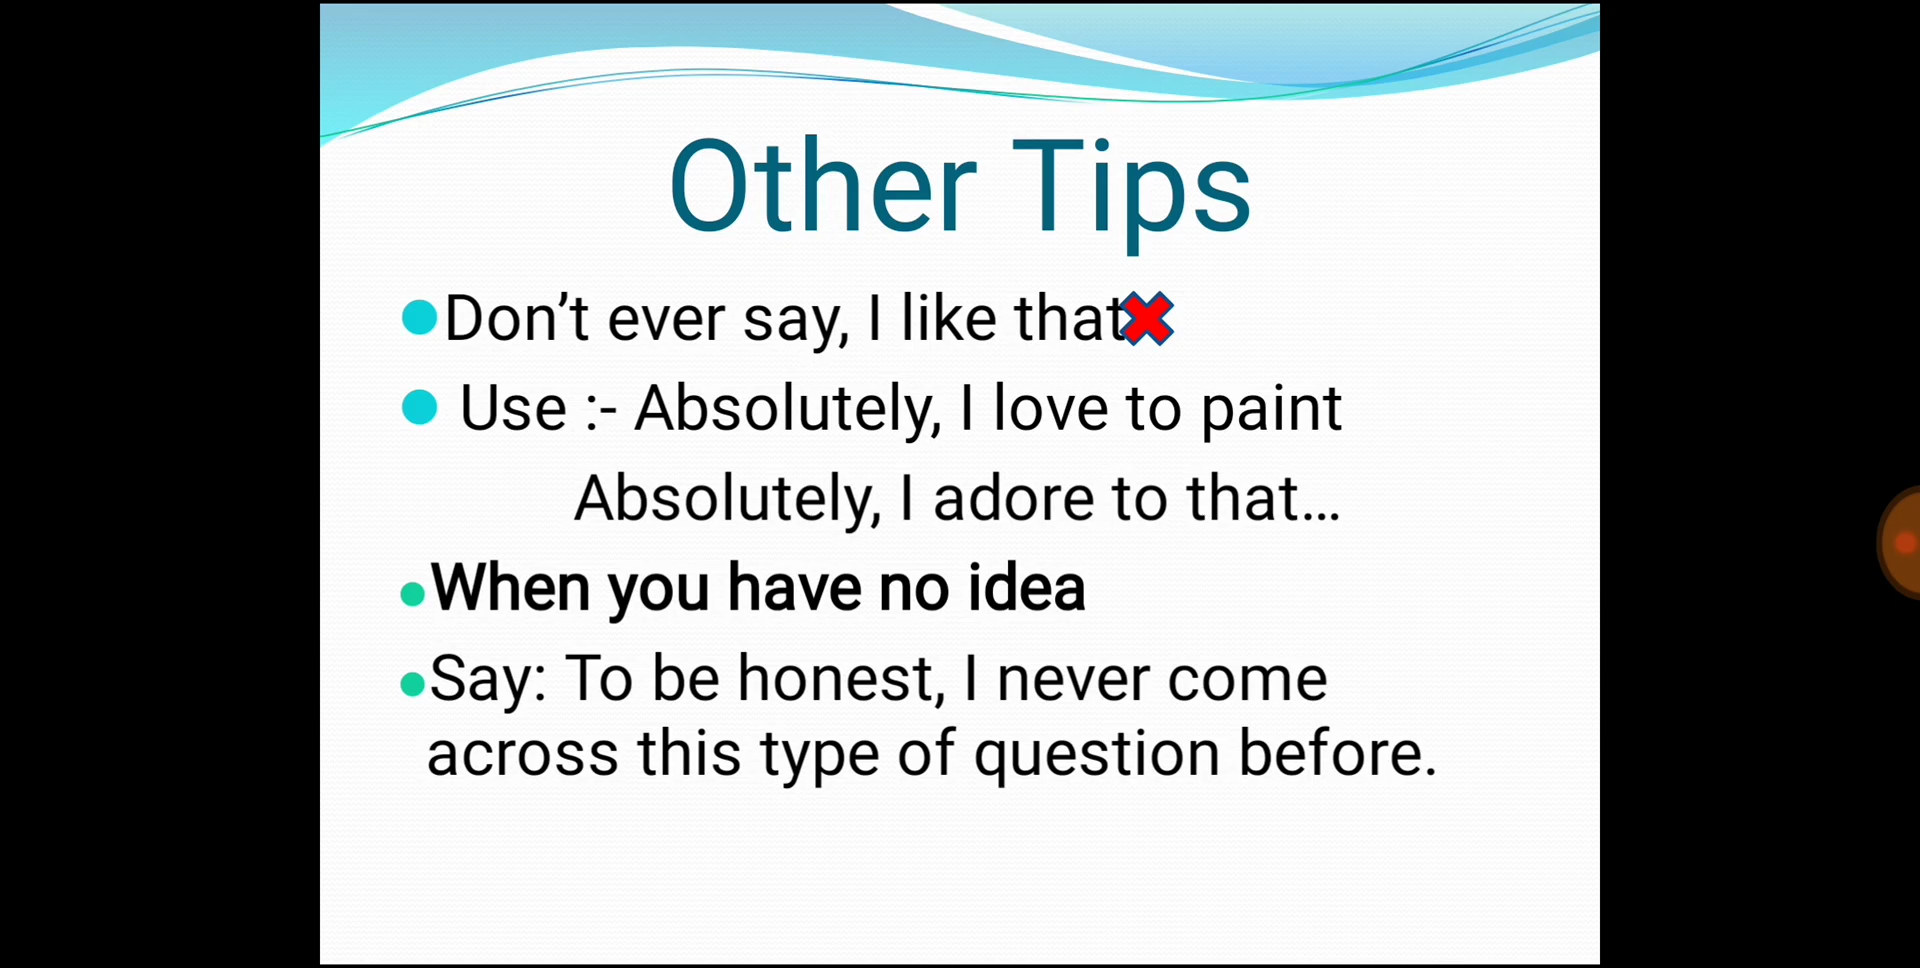 Other Tips
Don’t ever say, I like that
Use :- Absolutely, I love to paint
Absolutely, I adore to that...
When you have no idea
Say: To be honest, I never come
across this type of question before.